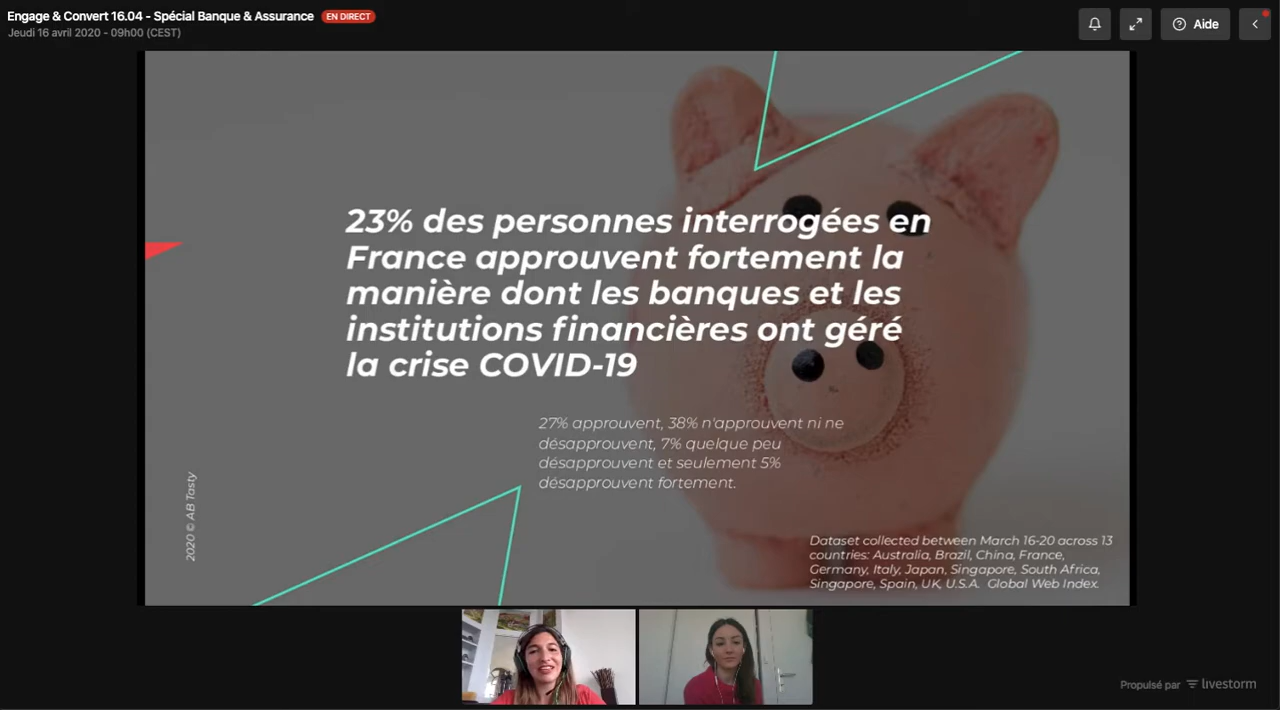 Engage & Convert 16.04 - Spécial Banque & Assurance EN DIRECT
Jeudi 16 avril 2020 - 09h00 (CEST)
Aide
23% des personnes interrogées en
France approuvent fortement la
manière dont les banques et les
institutions financières ont géré
la crise COVID-19
27% approuvent, 38% n'approuvent ni ne
désapprouvent, 7% quelque peu
désapprouvent et seulement 5%
désapprouvent fortement.
2020 © AB Tasty
Dataset collected between March 16-20 across 13
countries: Australia, Brazil, China, France,
Germany, Italy, Japan, Singapore, South Africa,
Singapore, Spain, UK, U.S.A. Global Web Index.
Propulsé par livestorm